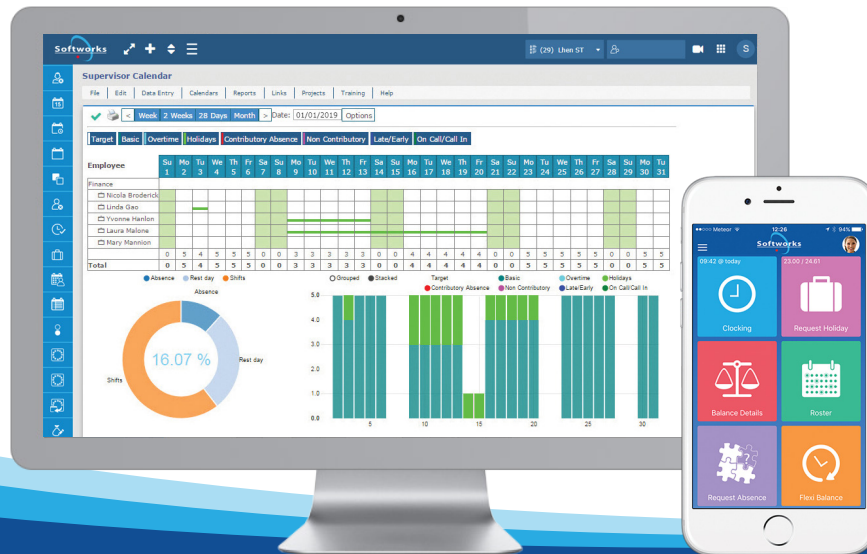 Softworks
(29) Lhen ST
S
Supervisor Calendar
File Edit Data Entry Calendars Reports Links Projects Training Help
< Week 2 Weeks 28 Days Month > Date: 01/01/2019 Options
Target Basic Overtime Holidays Contributory Absence Non Contributory Late/Early On Call/Call In
Employee
Su Mo Tu We Th Fr Sa Su Mo Tu We Th Fr Sa Su Mo Tu We Th Fr Sa Su Mo Tu We Th Fr Sa Su Mo Tu
1 2 3 4 5 6 7 8 9 10 11 12 13 14 15 16 17 18 19 20 21 22 23 24 25 26 27 28 29 30 31
Finance
Nicola Broderick
Linda Gao
Yvonne Hanlon
Laura Malone
Mary Mannion
0 5 4 5 5 5 0 0 3 3 3 3 3 0 0 4 4 4 4 4 0 0 5 5 5 5 5 0 0 5 5
Total 0 5 4 5 5 5 0 0 3 3 3 3 3 0 0 4 4 4 4 4 0 0 5 5 5 5 5 0 0 5 5
Absence Rest day Shifts
Absence
Rest day
Shifts
16.07 %
Grouped Stacked Target Basic Overtime Holidays
Contributory Absence Non Contributory Late/Early On Call/Call In
5.0
4.0
3.0
2.0
1.0
0.0
5 10 15 20 25 30
Meteor 12:26 94%
Softworks
09:42 @ today
Clocking
23.00 / 24.61
Request Holiday
Balance Details
Roster
Request Absence
Flexi Balance